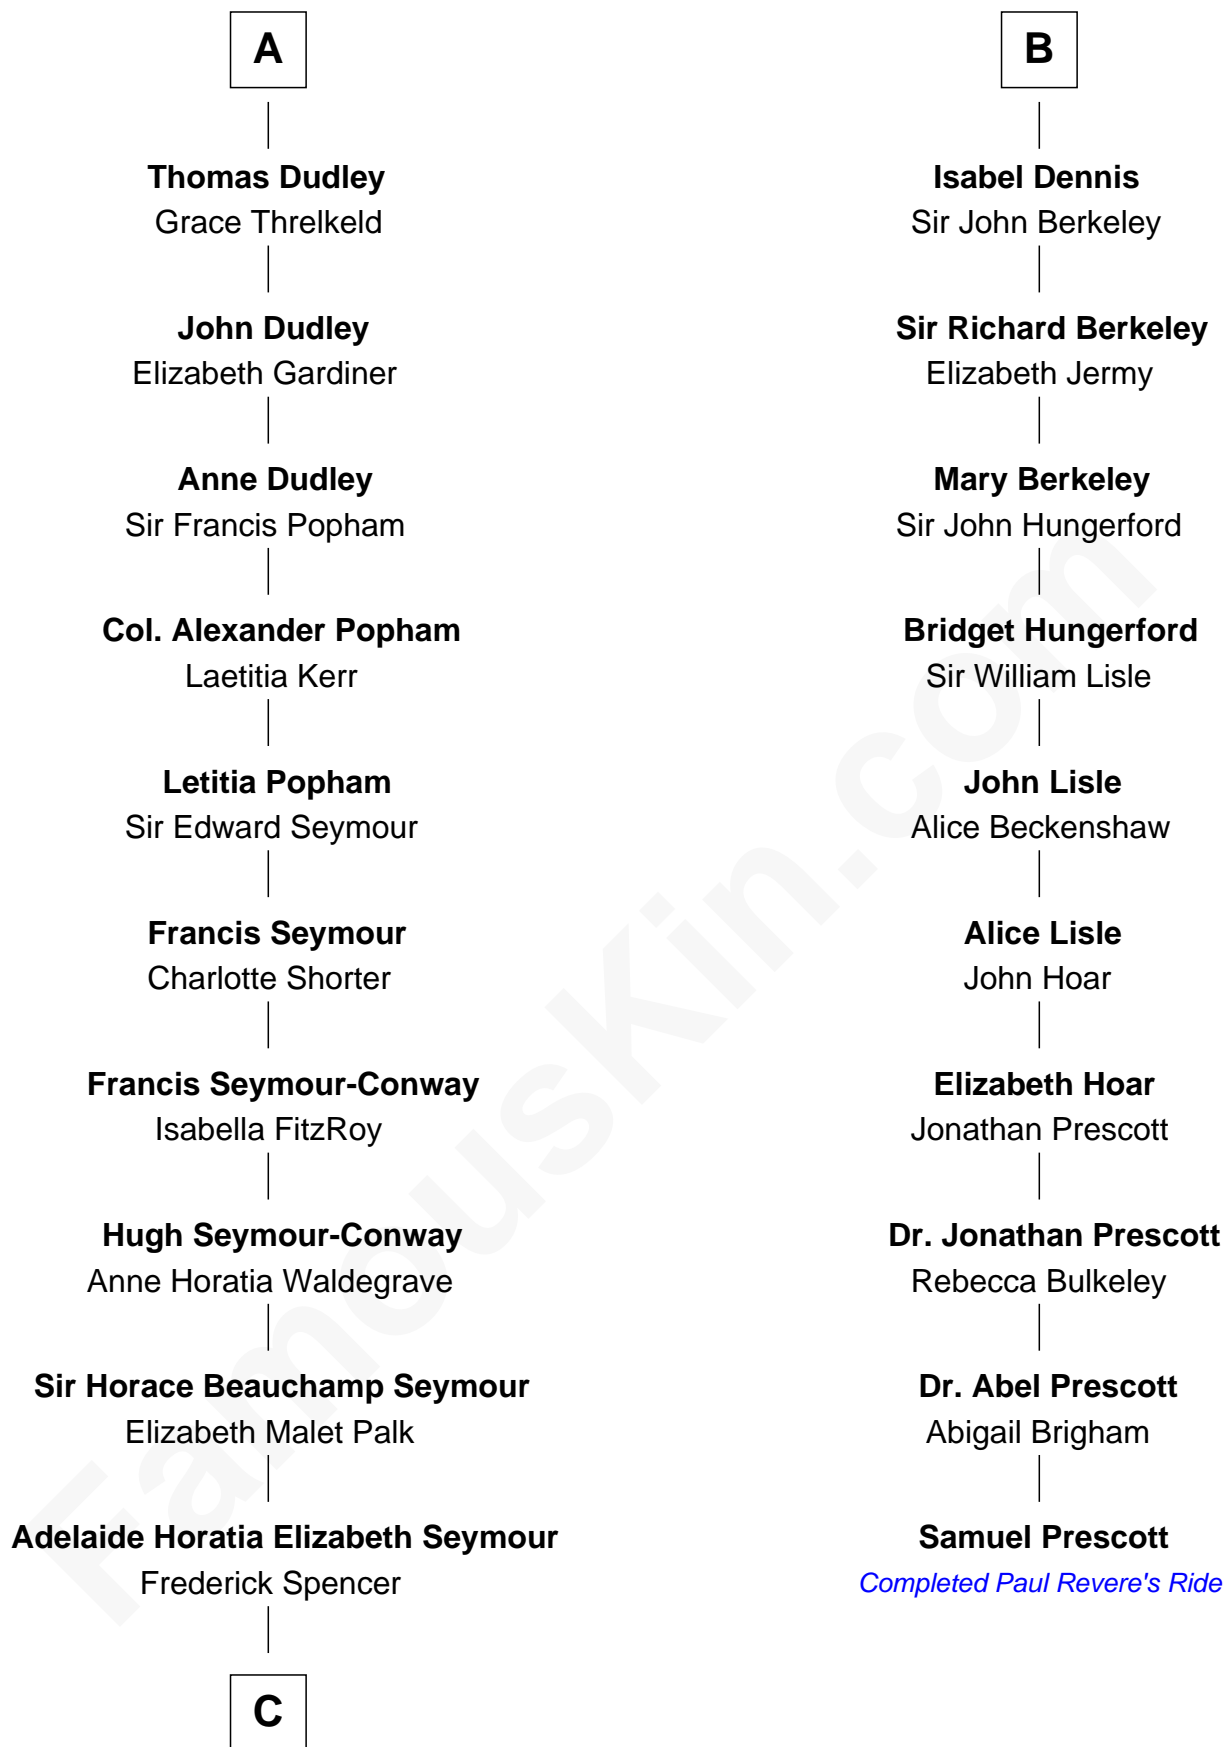 A
Thomas Dudley
Grace Threlkeld
John Dudley
Elizabeth Gardiner
Anne Dudley
Sir Francis Popham
Col. Alexander Popham
Laetitia Kerr
Letitia Popham
Sir Edward Seymour
Francis Seymour
Charlotte Shorter
Francis Seymour-Conway
Isabella FitzRoy
Hugh Seymour-Conway
Anne Horatia Waldegrave
Sir Horace Beauchamp Seymour
Elizabeth Malet Palk
Adelaide Horatia Elizabeth Seymour
Frederick Spencer
C
B
Isabel Dennis
Sir John Berkeley
Sir Richard Berkeley
Elizabeth Jermy
Mary Berkeley
Sir John Hungerford
Bridget Hungerford
Sir William Lisle
John Lisle
Alice Beckenshaw
Alice Lisle
John Hoar
Elizabeth Hoar
Jonathan Prescott
Dr. Jonathan Prescott
Rebecca Bulkeley
Dr. Abel Prescott
Abigail Brigham
Samuel Prescott
Completed Paul Revere's Ride
FamousKin.com